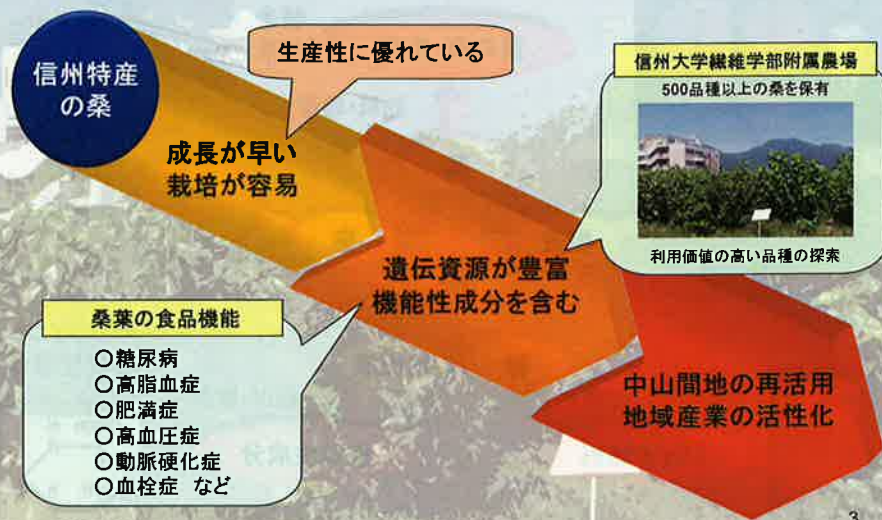 信州特産
の桑
生産性に優れている
成長が早い
栽培が容易
信州大学繊維学部附属農場
500品種以上の桑を保有
利用価値の高い品種の探索
遺伝資源が豊富
機能性成分を含む
桑葉の食品機能
〇糖尿病
〇高脂血症
〇肥満症
〇高血圧症
〇動脈硬化症
〇血栓症 など
中山間地の再活用
地域産業の活性化
3